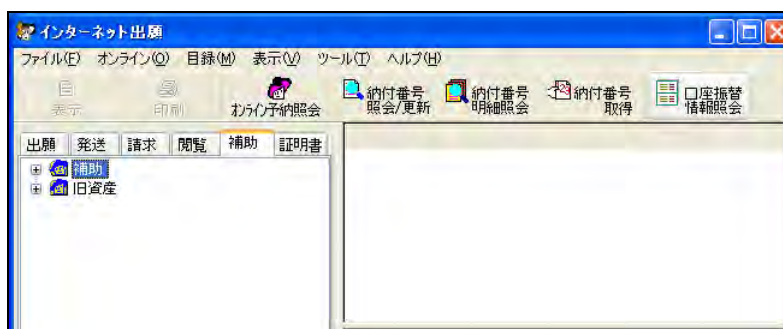 インターネット出願
ファイル(F) オンライン(O) 目録(M) 表示(V) ツール(T) ヘルプ(H)
表示
印刷
オンライン予納照会
納付番号
照会/更新
納付番号
明細照会
納付番号
取得
口座振替
情報照会
出願 発送 請求 閲覧 補助 証明書
補助
旧資産